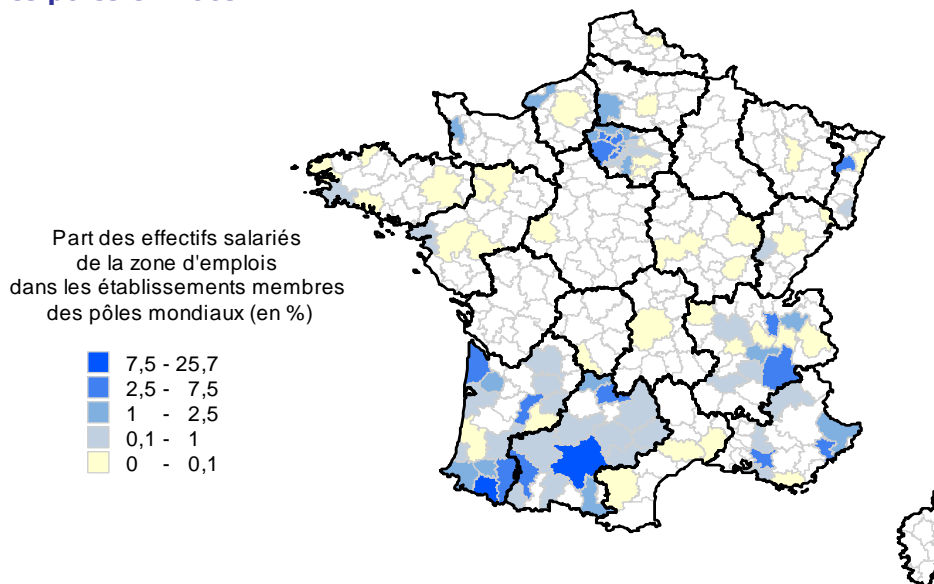 Part des effectifs salariés
de la zone d'emplois
dans les établissements membres
des pôles mondiaux (en %)
7,5 - 25,7
2,5 - 7,5
1 - 2,5
0,1 - 1
0 - 0,1